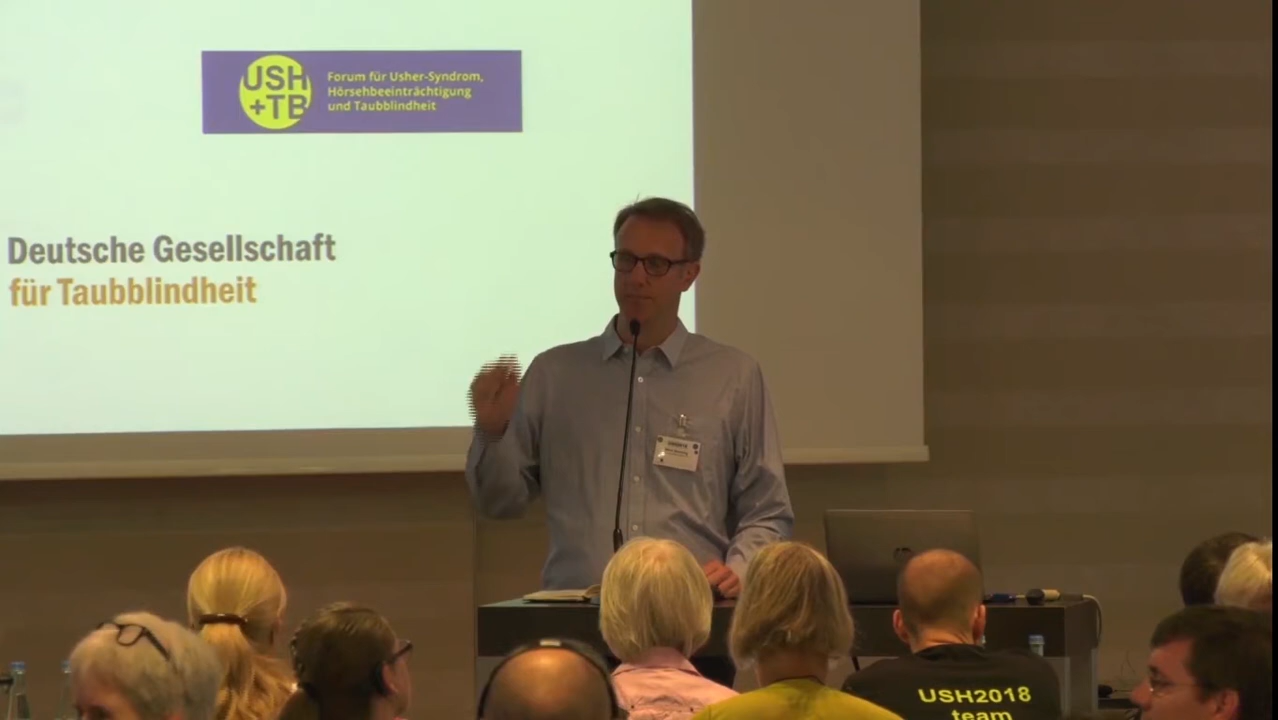 USH
+TB
Forum für Usher-Syndrom,
Hörsehbeeinträchtigung
und Taubblindheit
Deutsche Gesellschaft
für Taubblindheit
USH2018
team